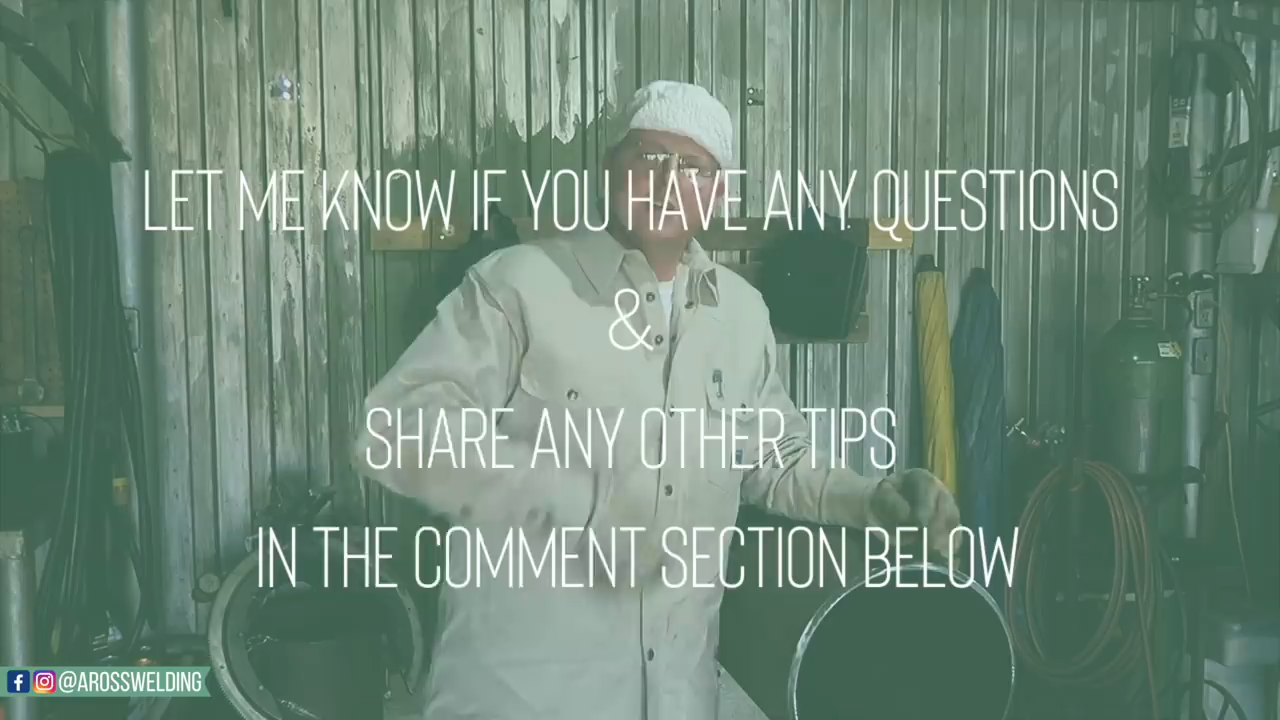 LET ME KNOW IF YOU HAVE ANY QUESTIONS
&
SHARE ANY OTHER TIPS
IN THE COMMENT SECTION BELOW
@AROSSWELDING